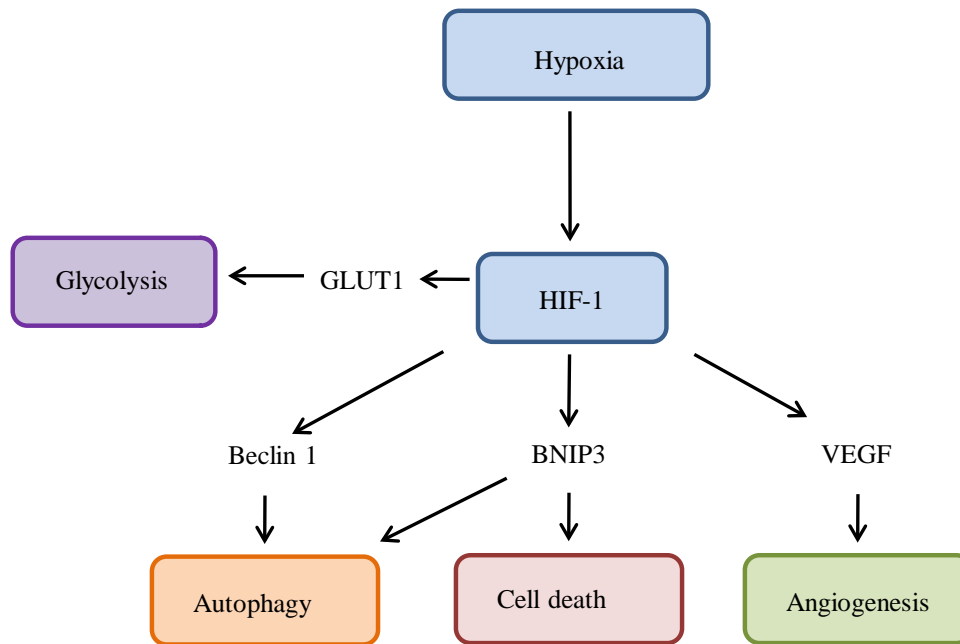 Hypoxia
Glycolysis
GLUT1
HIF-1
Beclin 1
BNIP3
VEGF
Autophagy
Cell death
Angiogenesis